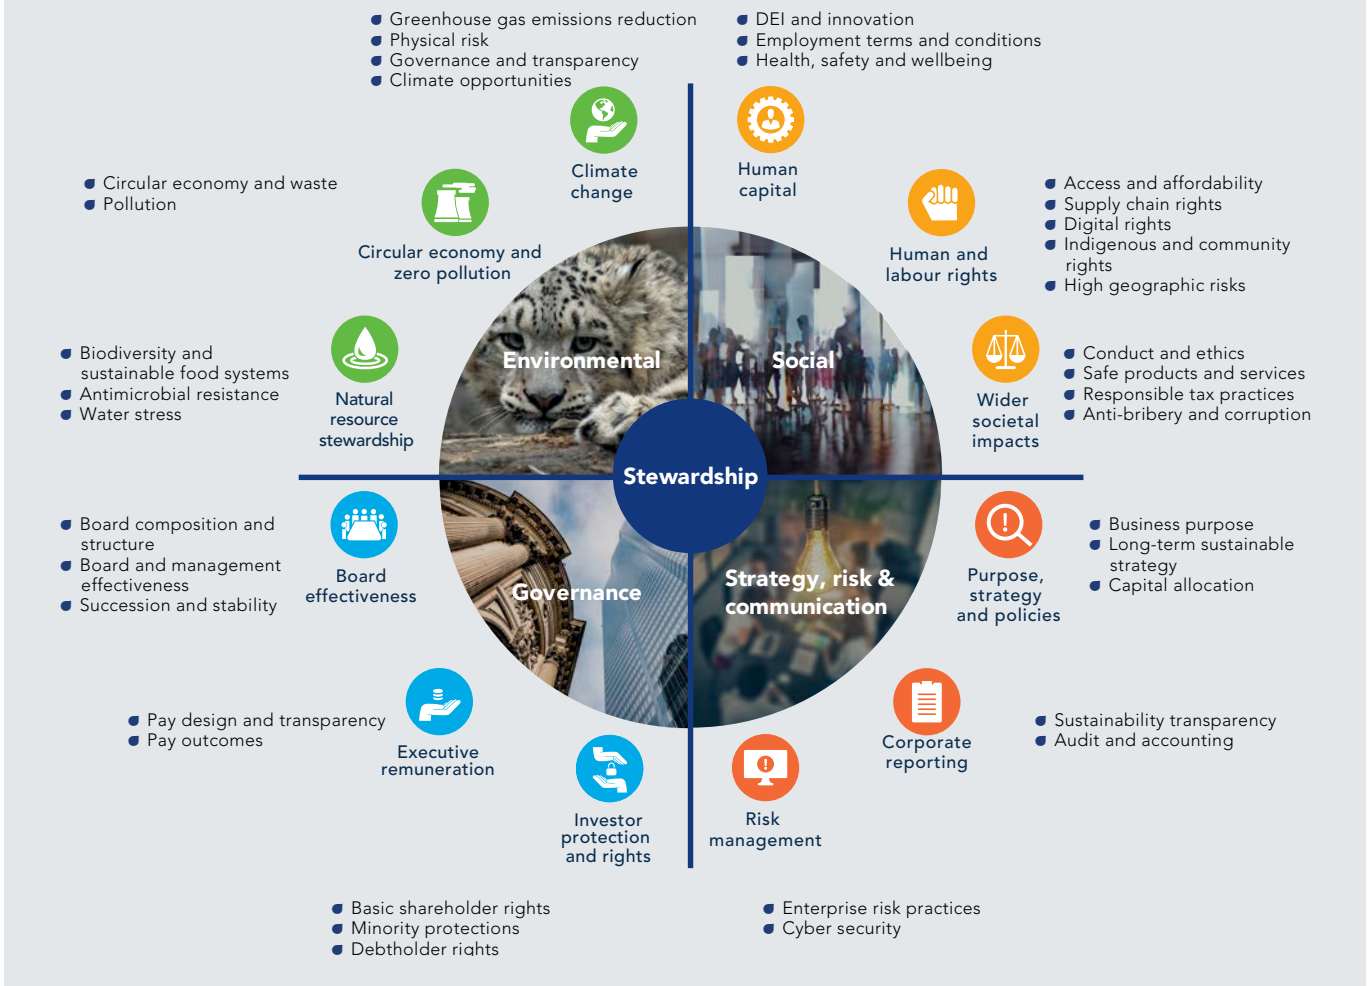 Greenhouse gas emissions reduction
Physical risk
Governance and transparency
Climate opportunities
Climate
change
DEI and innovation
Employment terms and conditions
Health, safety and wellbeing
Human
capital
Circular economy and waste
Pollution
Circular economy and
zero pollution
Human and
labour rights
Access and affordability
Supply chain rights
Digital rights
Indigenous and community
rights
High geographic risks
Biodiversity and
sustainable food systems
Antimicrobial resistance
Water stress
Natural
resource
stewardship
Environmental
Social
Wider
societal
impacts
Conduct and ethics
Safe products and services
Responsible tax practices
Anti-bribery and corruption
Stewardship
Board composition and
structure
Board and management
effectiveness
Succession and stability
Board
effectiveness
Governance
Strategy, risk &
communication
Purpose,
strategy
and policies
Business purpose
Long-term sustainable
strategy
Capital allocation
Pay design and transparency
Pay outcomes
Executive
remuneration
Corporate
reporting
Sustainability transparency
Audit and accounting
Investor
protection
and rights
Risk
management
Basic shareholder rights
Minority protections
Debtholder rights
Enterprise risk practices
Cyber security